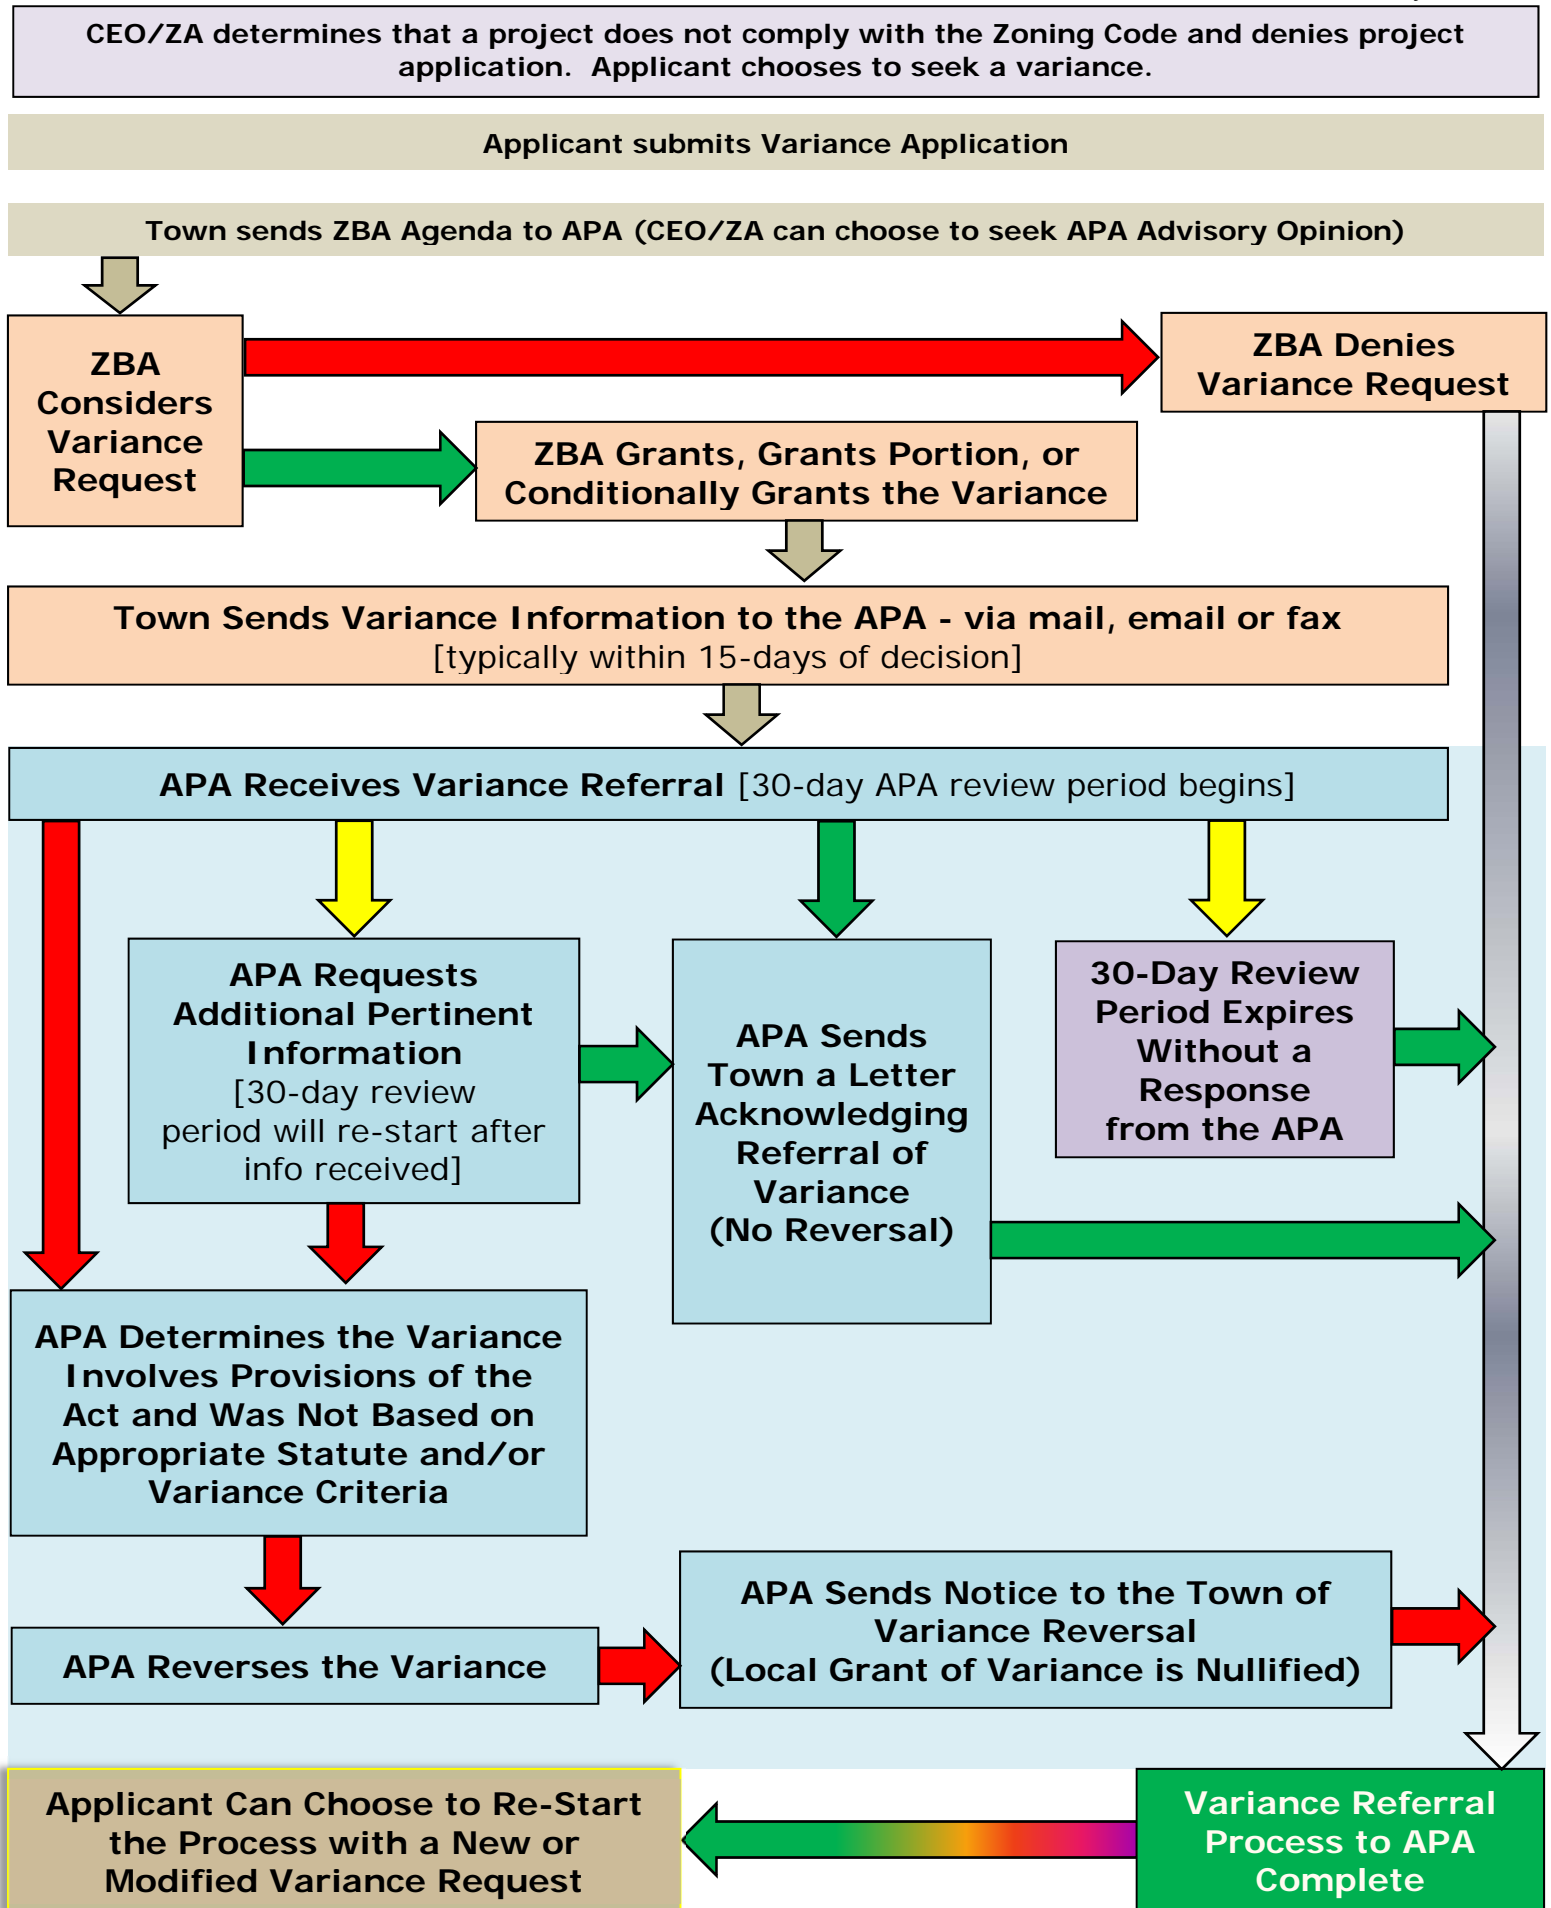 CEO/ZA determines that a project does not comply with the Zoning Code and denies project
application.  Applicant chooses to seek a variance.
Applicant submits Variance Application
Town sends ZBA Agenda to APA (CEO/ZA can choose to seek APA Advisory Opinion)
ZBA
Considers
Variance
Request
ZBA Denies
Variance Request
ZBA Grants, Grants Portion, or
Conditionally Grants the Variance
Town Sends Variance Information to the APA - via mail, email or fax
[typically within 15-days of decision]
APA Receives Variance Referral [30-day APA review period begins]
APA Requests
Additional Pertinent
Information
[30-day review
period will re-start after
info received]
APA Sends
Town a Letter
Acknowledging
Referral of
Variance
(No Reversal)
30-Day Review
Period Expires
Without a
Response
from the APA
APA Determines the Variance
Involves Provisions of the
Act and Was Not Based on
Appropriate Statute and/or
Variance Criteria
APA Reverses the Variance
APA Sends Notice to the Town of
Variance Reversal
(Local Grant of Variance is Nullified)
Applicant Can Choose to Re-Start
the Process with a New or
Modified Variance Request
Variance Referral
Process to APA
Complete